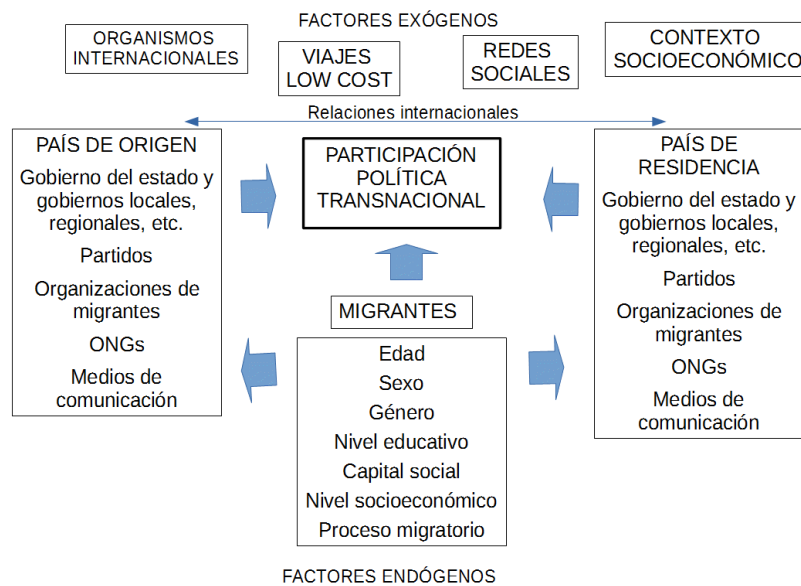 FACTORES EXÓGENOS
ORGANISMOS
INTERNACIONALES
VIAJES
LOW COST
REDES
SOCIALES
CONTEXTO
SOCIOECONÓMICO
Relaciones internacionales
PAÍS DE ORIGEN
Gobierno del estado y
gobiernos locales,
regionales, etc.
Partidos
Organizaciones de
migrantes
ONGs
Medios de
comunicación
PARTICIPACIÓN
POLÍTICA
TRANSNACIONAL
PAÍS DE
RESIDENCIA
Gobierno del estado y
gobiernos locales,
regionales, etc.
Partidos
Organizaciones de
migrantes
ONGs
Medios de
comunicación
MIGRANTES
Edad
Sexo
Género
Nivel educativo
Capital social
Nivel socioeconómico
Proceso migratorio
FACTORES ENDÓGENOS